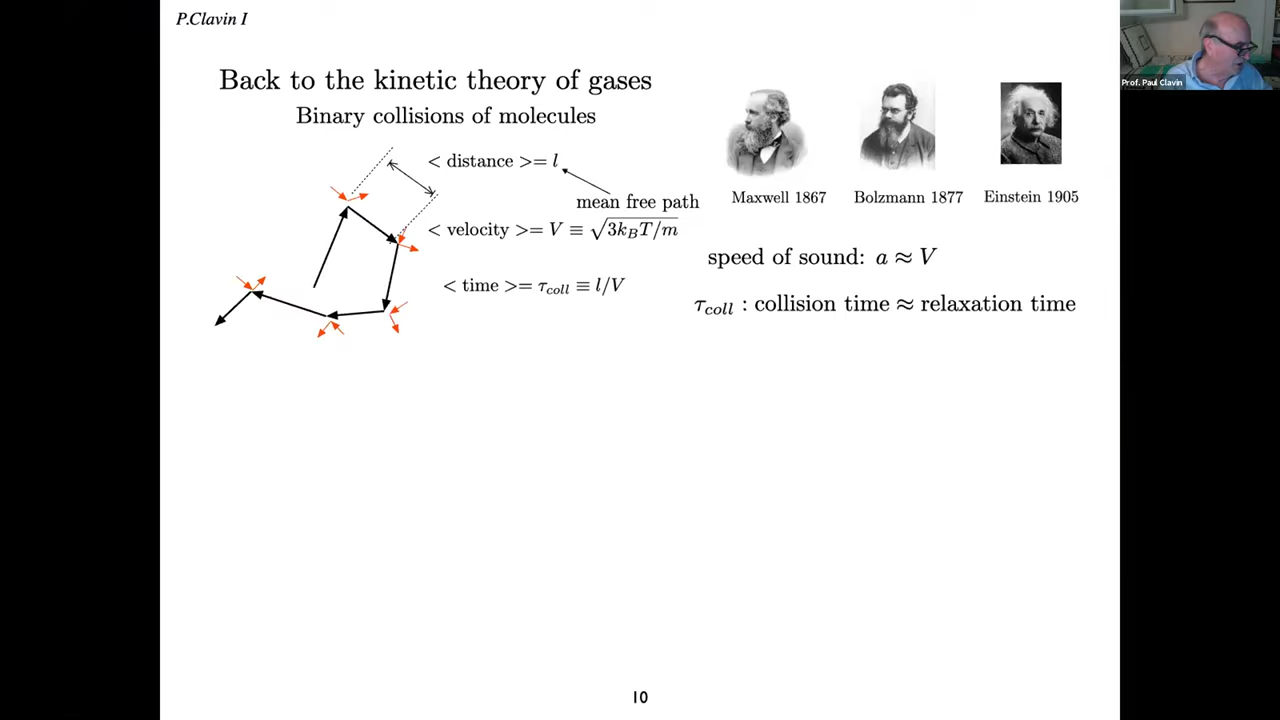 P.Clavin I
Prof. Paul Clavin
Back to the kinetic theory of gases
Binary collisions of molecules
< distance >= l
mean free path
< velocity >= V ≡ √3k_BT/m
< time >= τ_coll ≡ l/V
Maxwell 1867
Bolzmann 1877
Einstein 1905
speed of sound: a ≈ V
τ_coll : collision time ≈ relaxation time
10